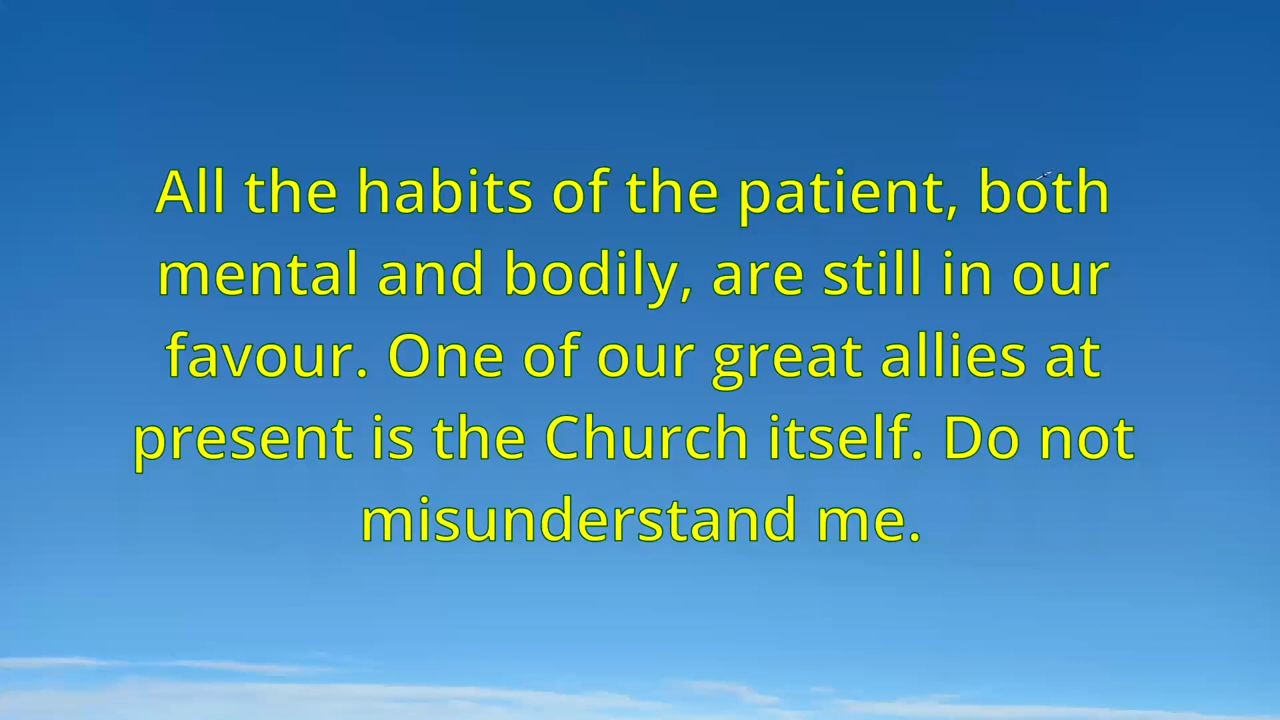 All the habits of the patient, both
mental and bodily, are still in our
favour. One of our great allies at
present is the Church itself. Do not
misunderstand me.